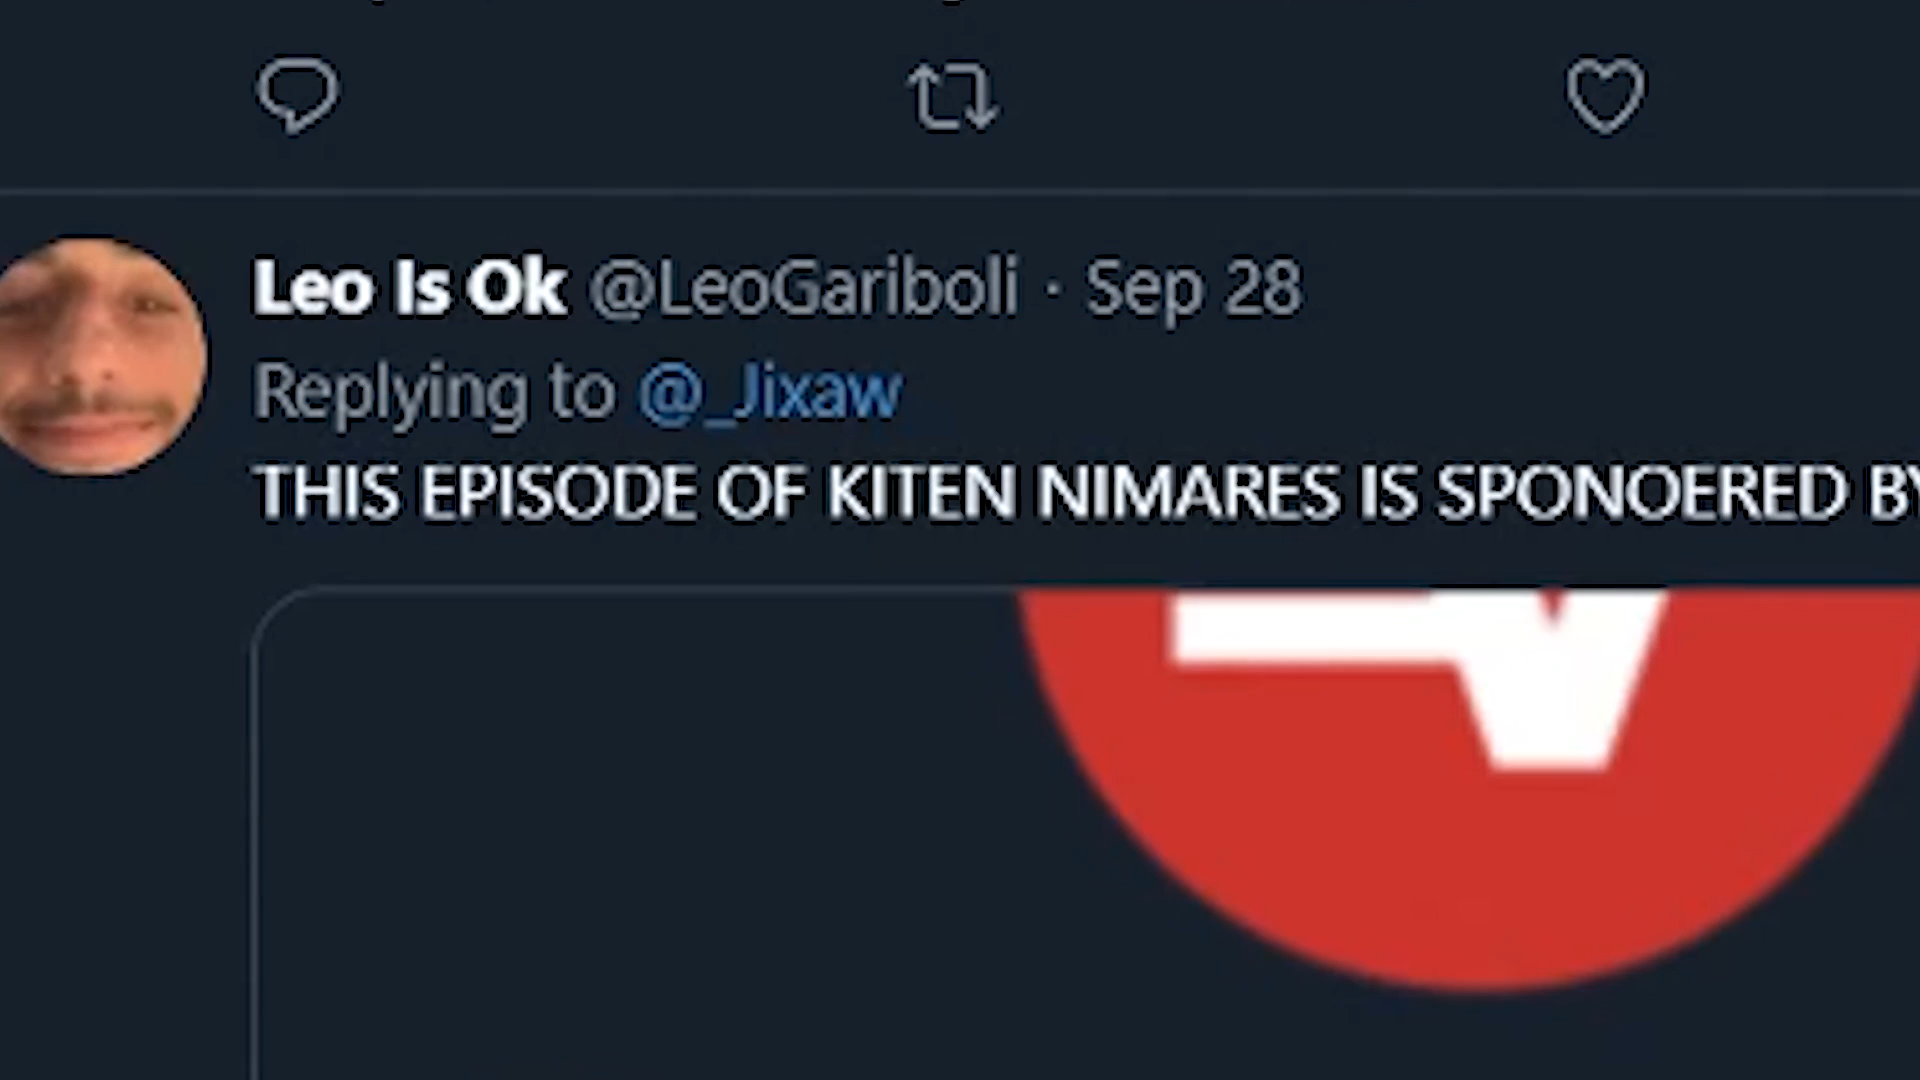 Leo Is Ok @LeoGariboli · Sep 28
Replying to @_Jixaw
THIS EPISODE OF KITEN NIMARES IS SPONOERED BY